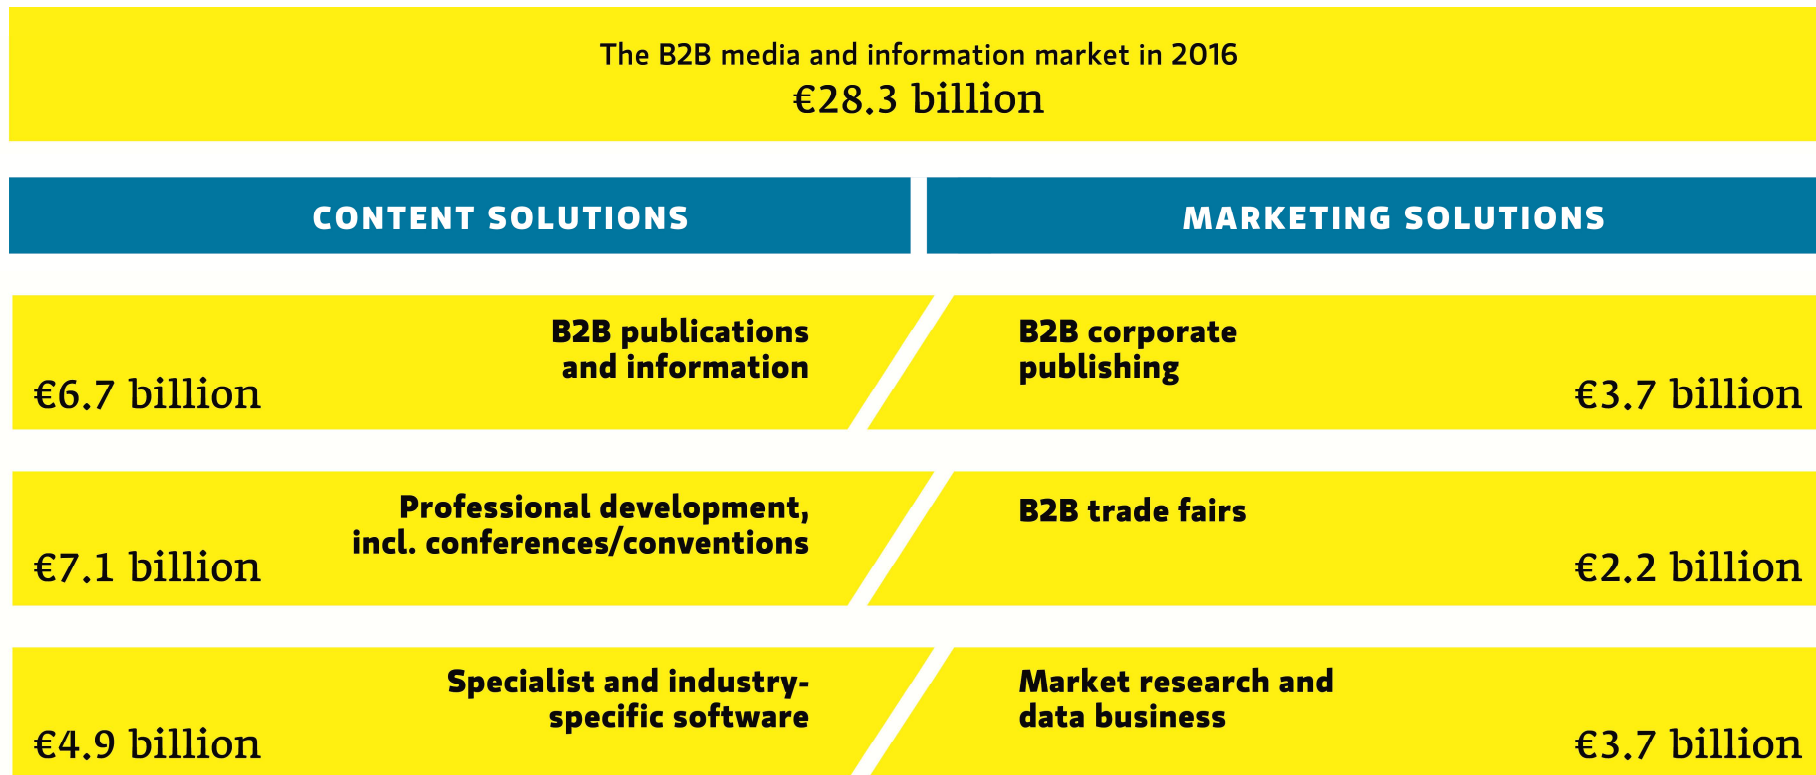 The B2B media and information market in 2016
€28.3 billion
CONTENT SOLUTIONS
MARKETING SOLUTIONS
B2B publications
and information
€6.7 billion
B2B corporate
publishing
€3.7 billion
Professional development,
incl. conferences/conventions
€7.1 billion
B2B trade fairs
€2.2 billion
Specialist and industry-
specific software
€4.9 billion
Market research and
data business
€3.7 billion